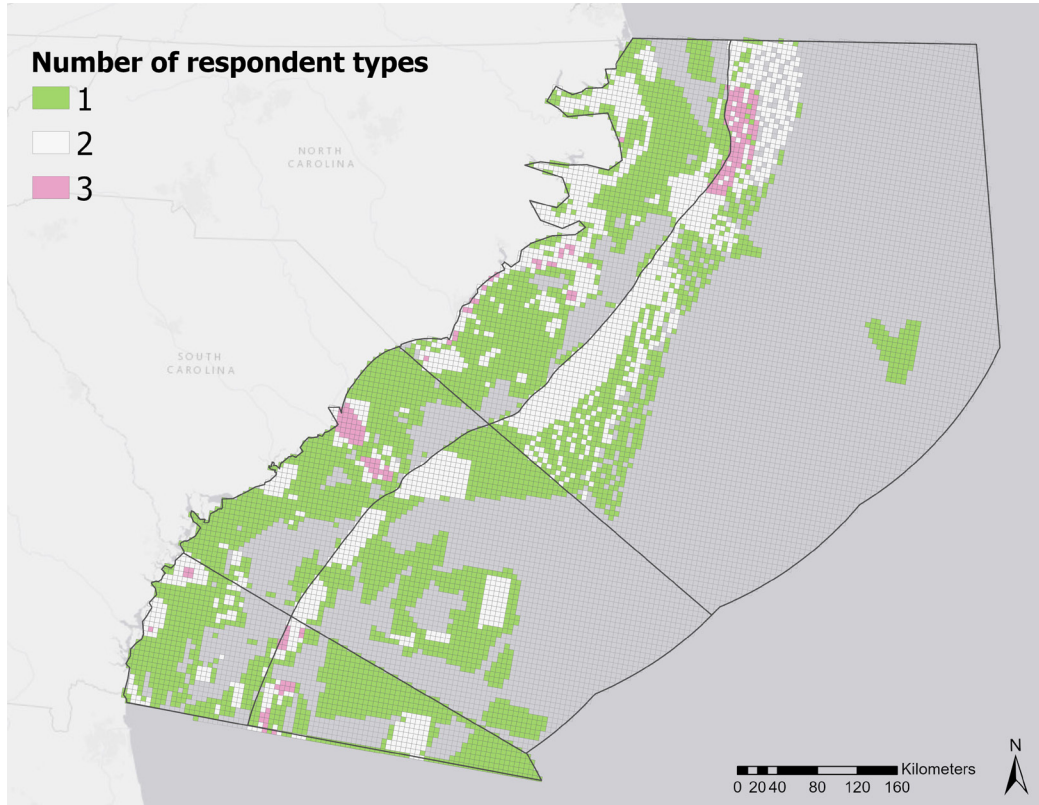 Number of respondent types
1
2
3
NORTH
CAROLINA
SOUTH
CAROLINA
N
Kilometers
0 20 40 80 120 160